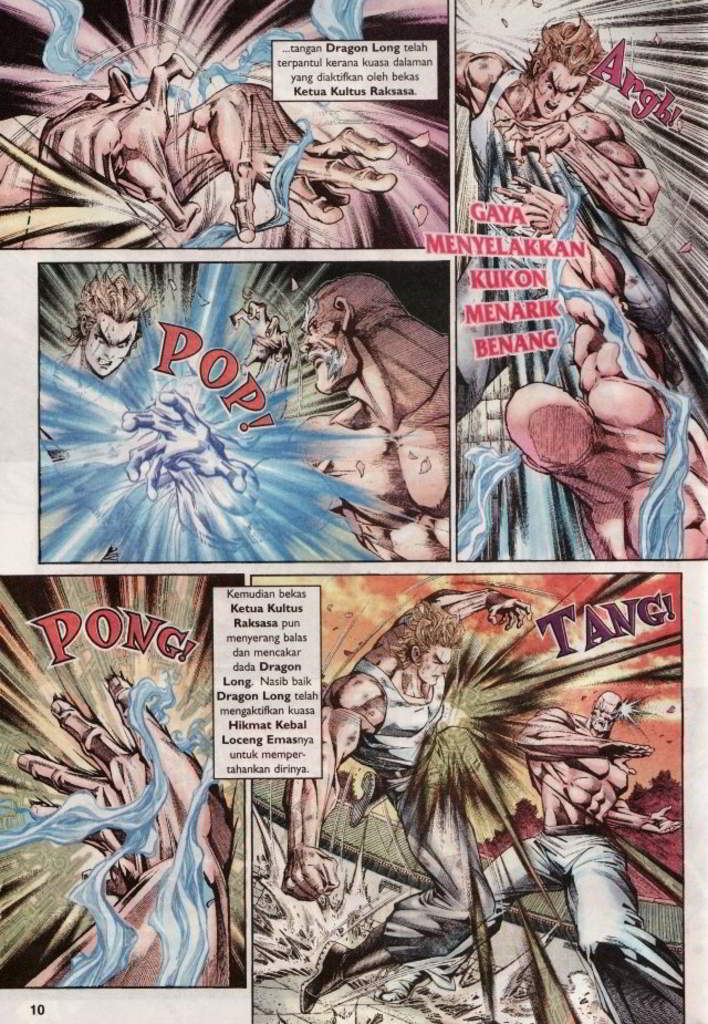 ...tangan Dragon Long telah
terpantul kerana kuasa dalaman
yang diaktifkan oleh bekas
Ketua Kultus Raksasa.
Argh!
GAYA
MENYELAKKAN
KUKON
MENARIK
BENANG
POP!
PONG!
Kemudian bekas
Ketua Kultus
Raksasa pun
menyerang balas
dan mencakar
dada Dragon
Long. Nasib baik
Dragon Long telah
mengaktifkan kuasa
Hikmat Kebal
Loceng Emasnya
untuk memper-
tahankan dirinya.
TANG!
10